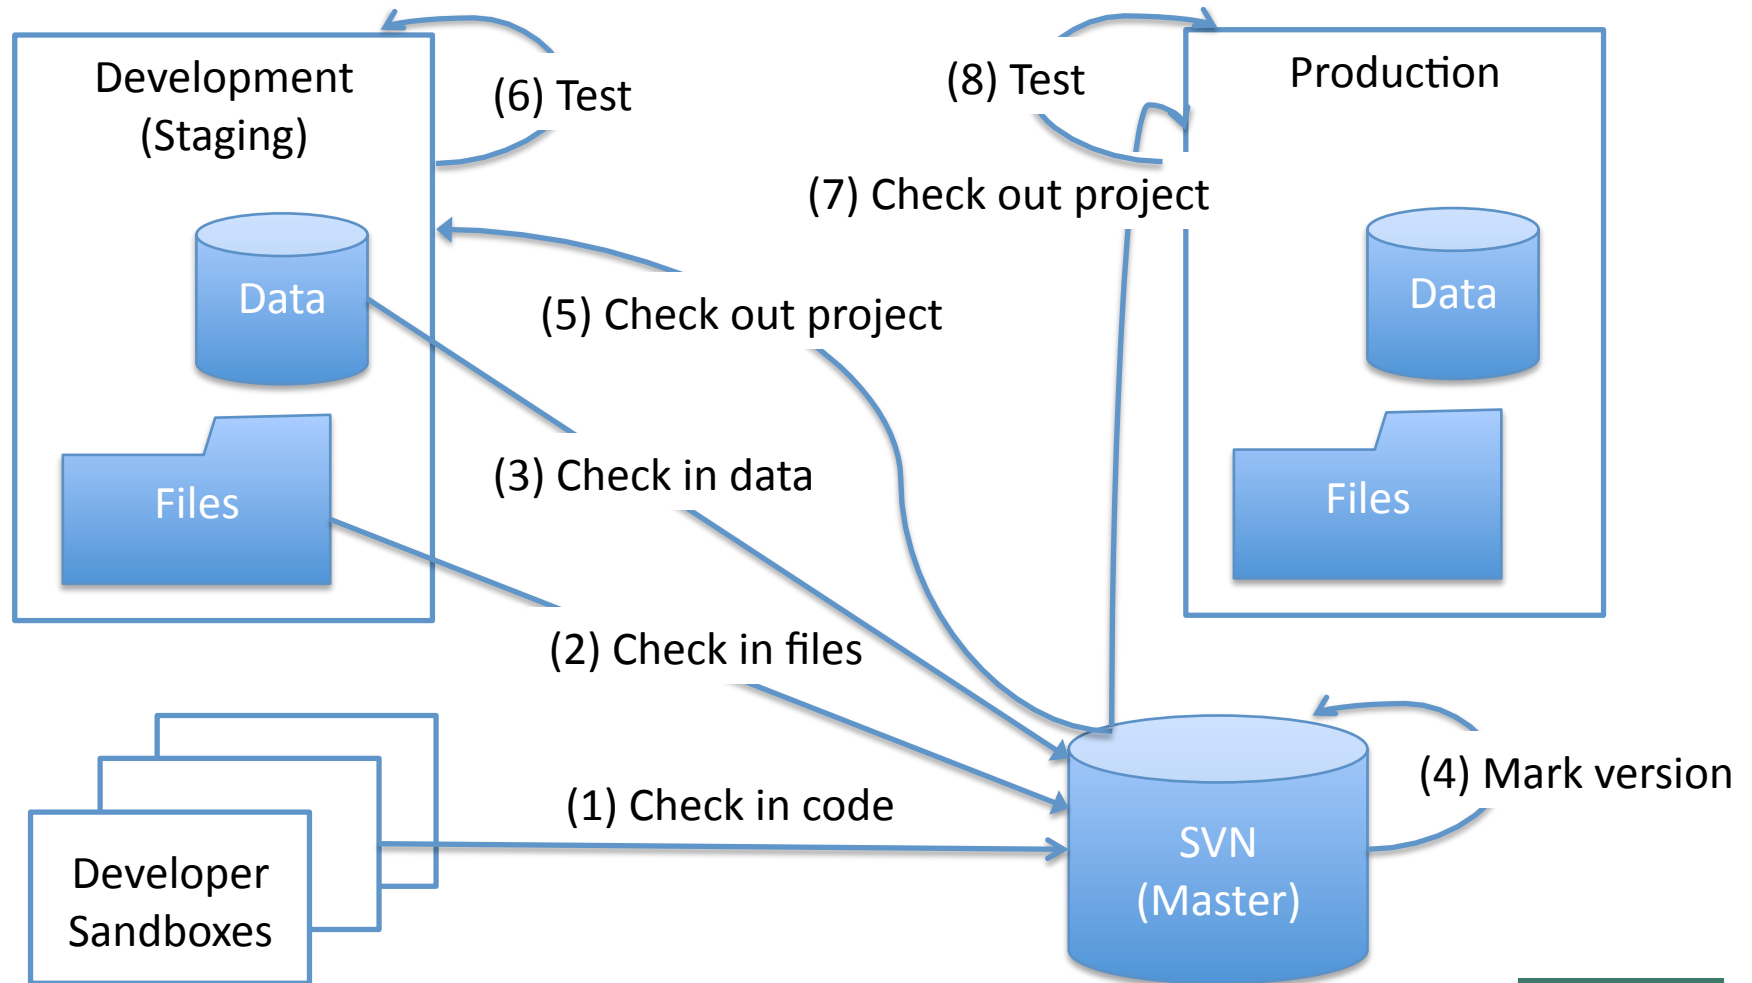 Development
(Staging)
(6) Test
(8) Test
Production
(7) Check out project
Data
Data
(5) Check out project
(3) Check in data
Files
Files
(2) Check in files
(4) Mark version
(1) Check in code
SVN
(Master)
Developer
Sandboxes